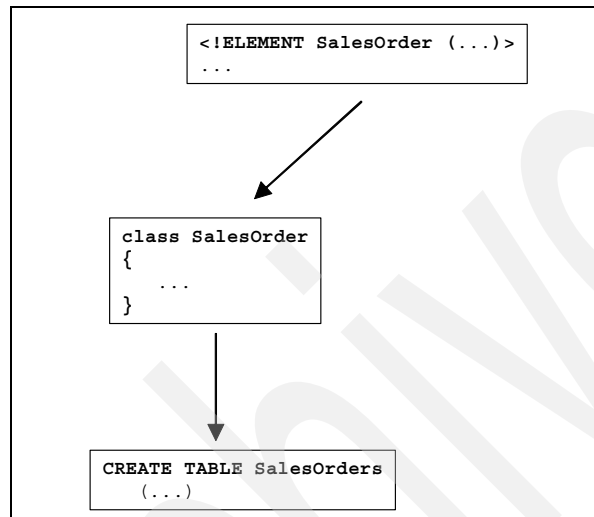 <!ELEMENT SalesOrder (...)>
...
class SalesOrder
{
...
}
CREATE TABLE SalesOrders
(...)